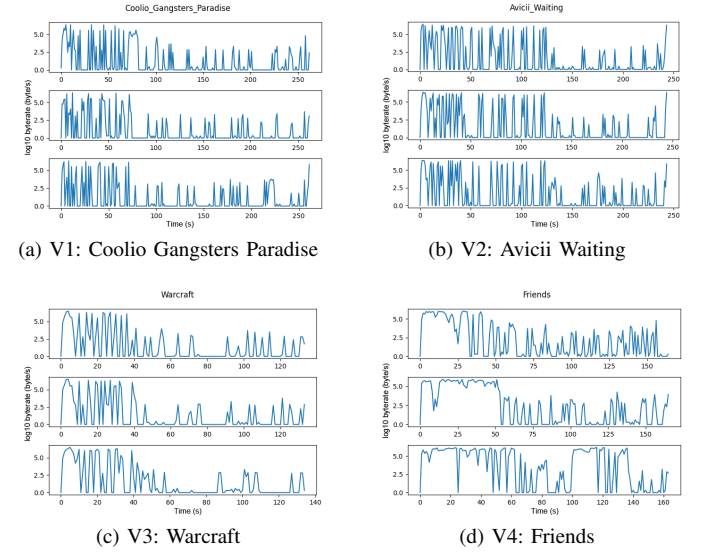 Coolio_Gangsters_Paradise
5.0
2.5
0.0
0 50 100 150 200 250
5.0
2.5
0.0
0 50 100 150 200 250
5.0
2.5
0.0
0 50 100 150 200 250
log10 byterate (byte/s)
Time (s)
(a) V1: Coolio Gangsters Paradise
Avicii_Waiting
5.0
2.5
0.0
0 50 100 150 200 250
5.0
2.5
0.0
0 50 100 150 200 250
5.0
2.5
0.0
0 50 100 150 200 250
log10 byterate (byte/s)
Time (s)
(b) V2: Avicii Waiting
Warcraft
5.0
2.5
0.0
0 20 40 60 80 100 120
5.0
2.5
0.0
0 20 40 60 80 100 120
5.0
2.5
0.0
0 20 40 60 80 100 120 140
log10 byterate (byte/s)
Time (s)
(c) V3: Warcraft
Friends
5.0
2.5
0.0
0 25 50 75 100 125 150
5.0
2.5
0.0
0 25 50 75 100 125 150
5.0
2.5
0.0
0 20 40 60 80 100 120 140 160
log10 byterate (byte/s)
Time (s)
(d) V4: Friends